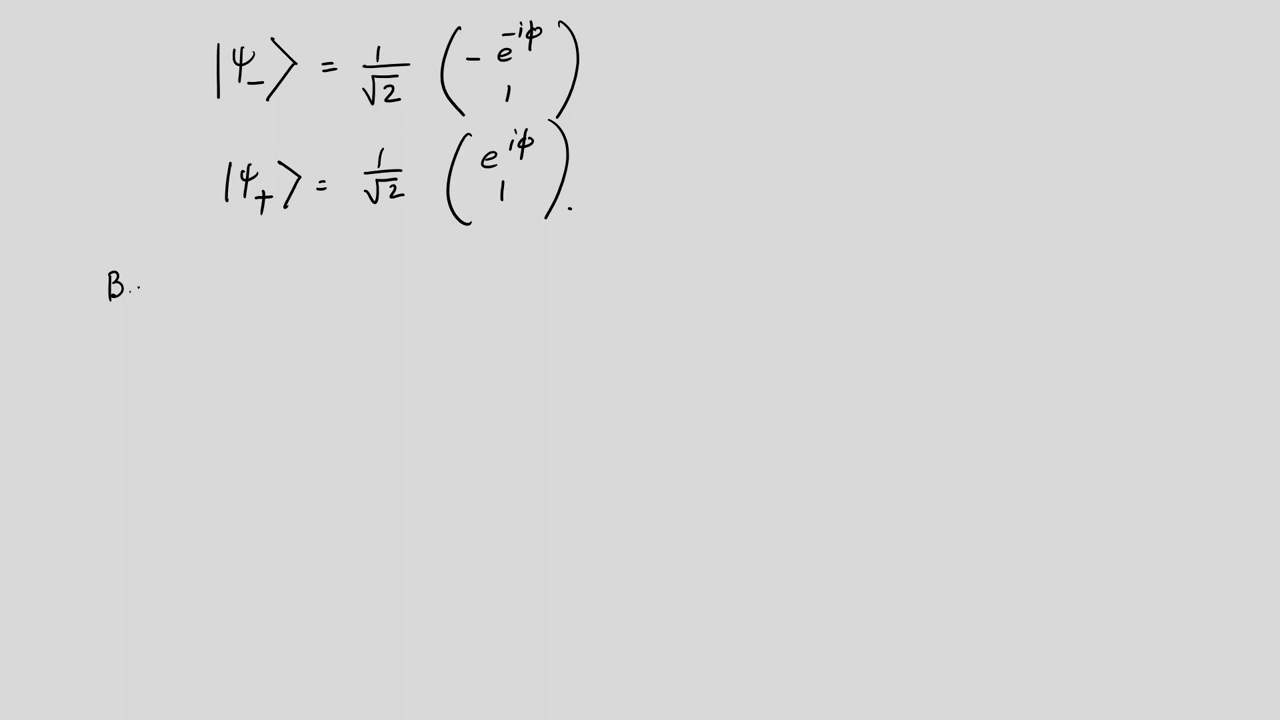 |ψ₋⟩ = 1/√2 (− e^{−iφ} 1)
|ψ₊⟩ = 1/√2 (e^{iφ} 1).
B..